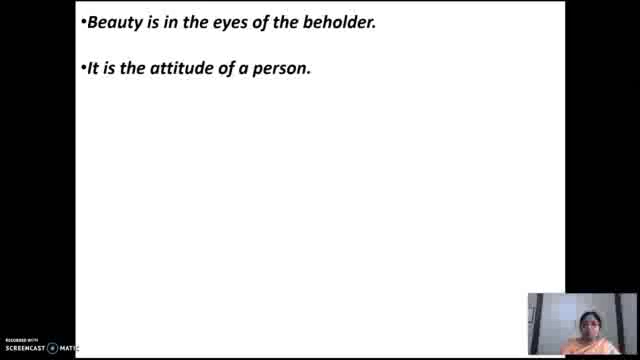 •Beauty is in the eyes of the beholder.
•It is the attitude of a person.
RECORDED WITH
SCREENCAST MATIC